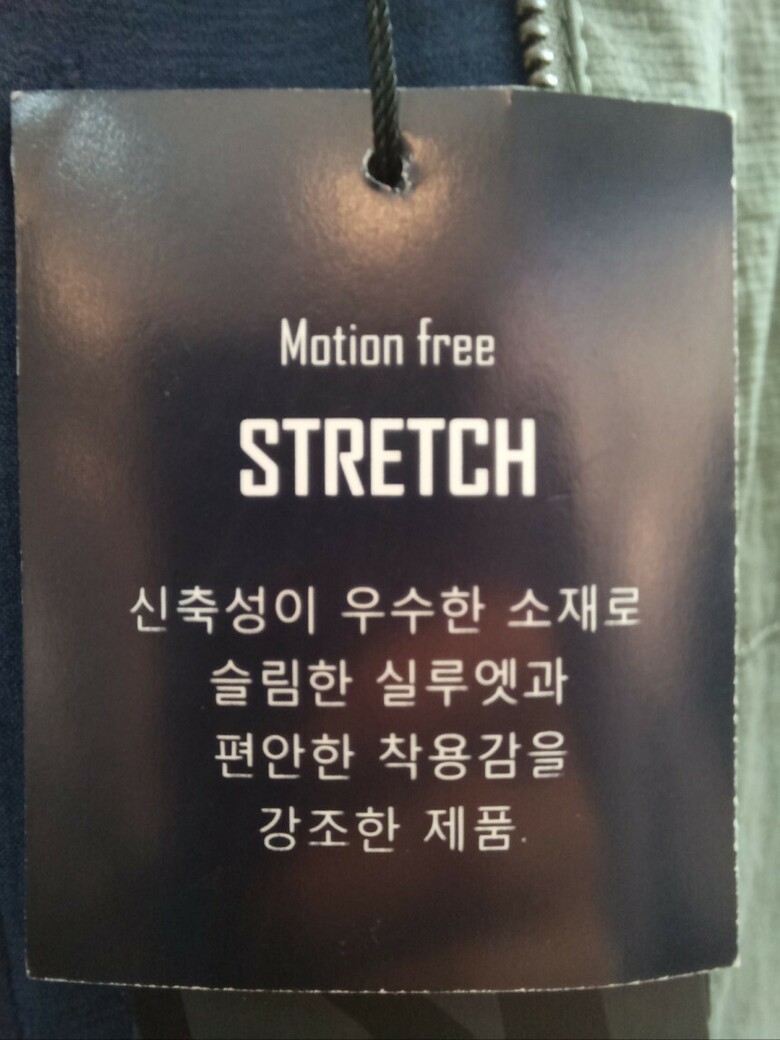 Motion free
STRETCH
신축성이 우수한 소재로
슬림한 실루엣과
편안한 착용감을
강조한 제품.